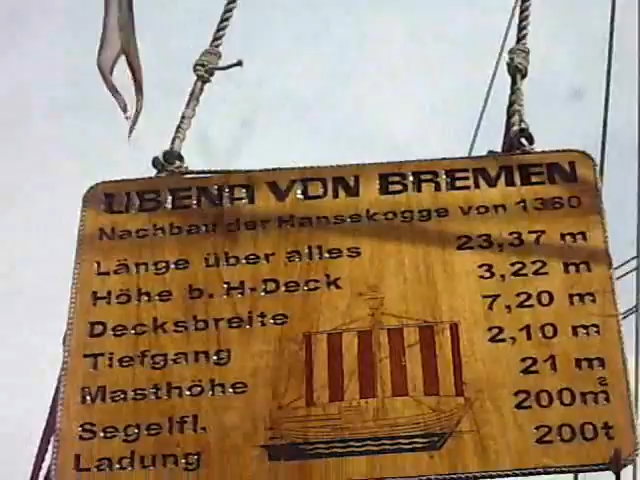 UBENA VON BREMEN
Nachbau der Hansekogge von 1380
Länge über alles 23,37 m
Höhe b. H-Deck 3,22 m
Decksbreite 7,20 m
Tiefgang 2,10 m
Masthöhe 21 m
Segelfl. 200m²
Ladung 200t